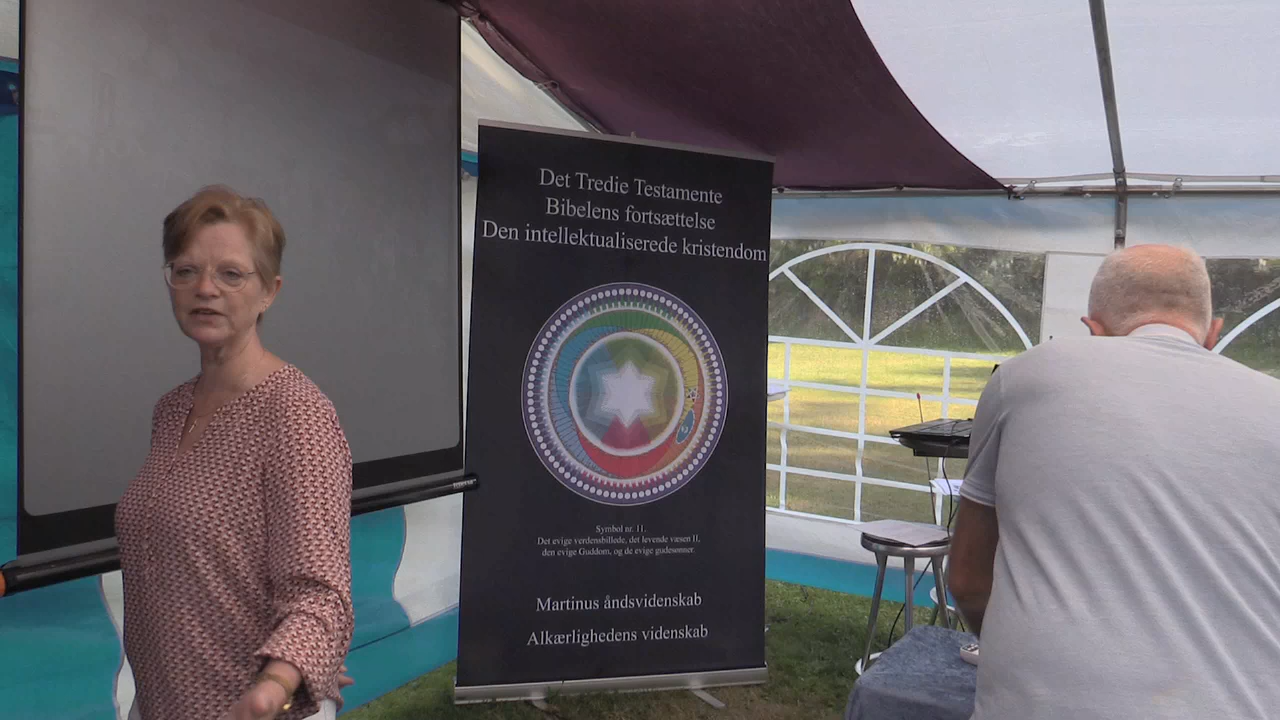 Det Tredie Testamente
Bibelens fortsættelse
Den intellektualiserede kristendom
Symbol nr. 11.
Det evige verdensbillede, det levende væsen II,
den evige Guddom, og de evige gudesønner.
Martinus åndsvidenskab
Alkærlighedens videnskab